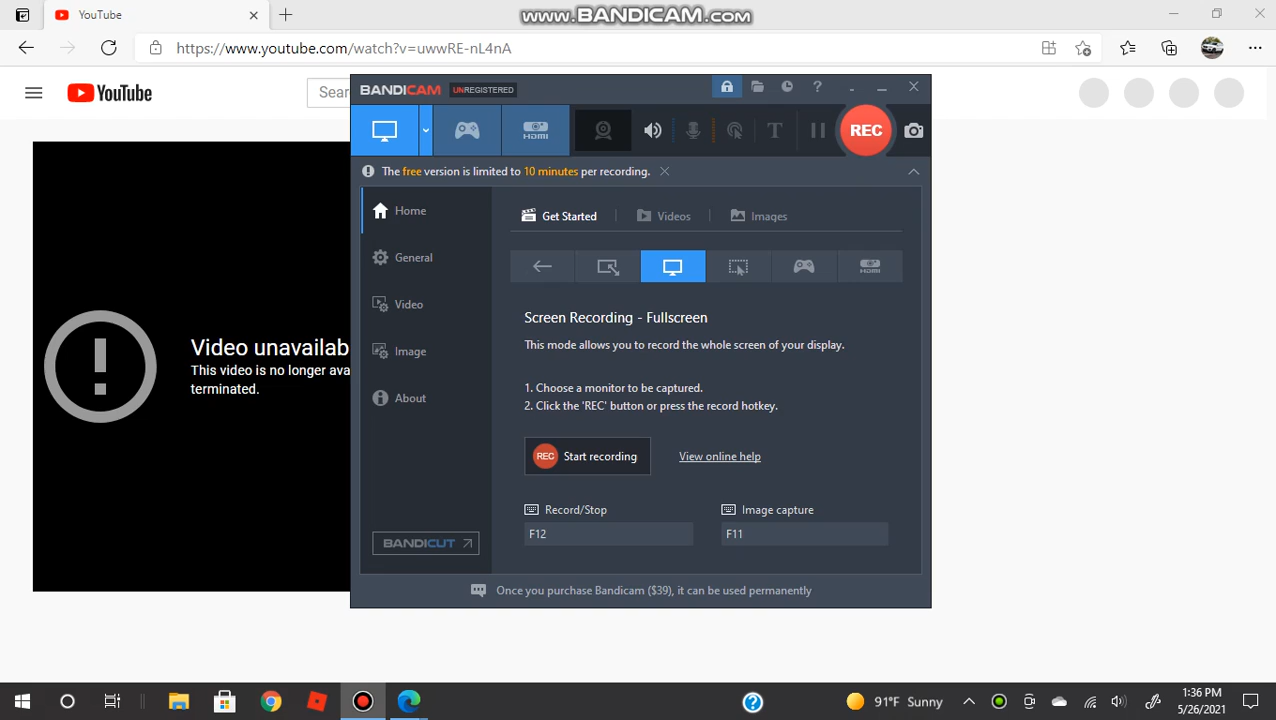 YouTube
www.BANDICAM.com
https://www.youtube.com/watch?v=uwwRE-nL4nA
YouTube
Sear
BANDICAM UNREGISTERED
HDMI
T
REC
The free version is limited to 10 minutes per recording.
Home
General
Video
Image
About
BANDICUT
Get Started
Videos
Images
HDMI
Screen Recording - Fullscreen
This mode allows you to record the whole screen of your display.
1. Choose a monitor to be captured.
2. Click the 'REC' button or press the record hotkey.
REC Start recording
View online help
Record/Stop
Image capture
F12
F11
Once you purchase Bandicam ($39), it can be used permanently
Video unavailab
This video is no longer ava
terminated.
91°F Sunny
1:36 PM
5/26/2021